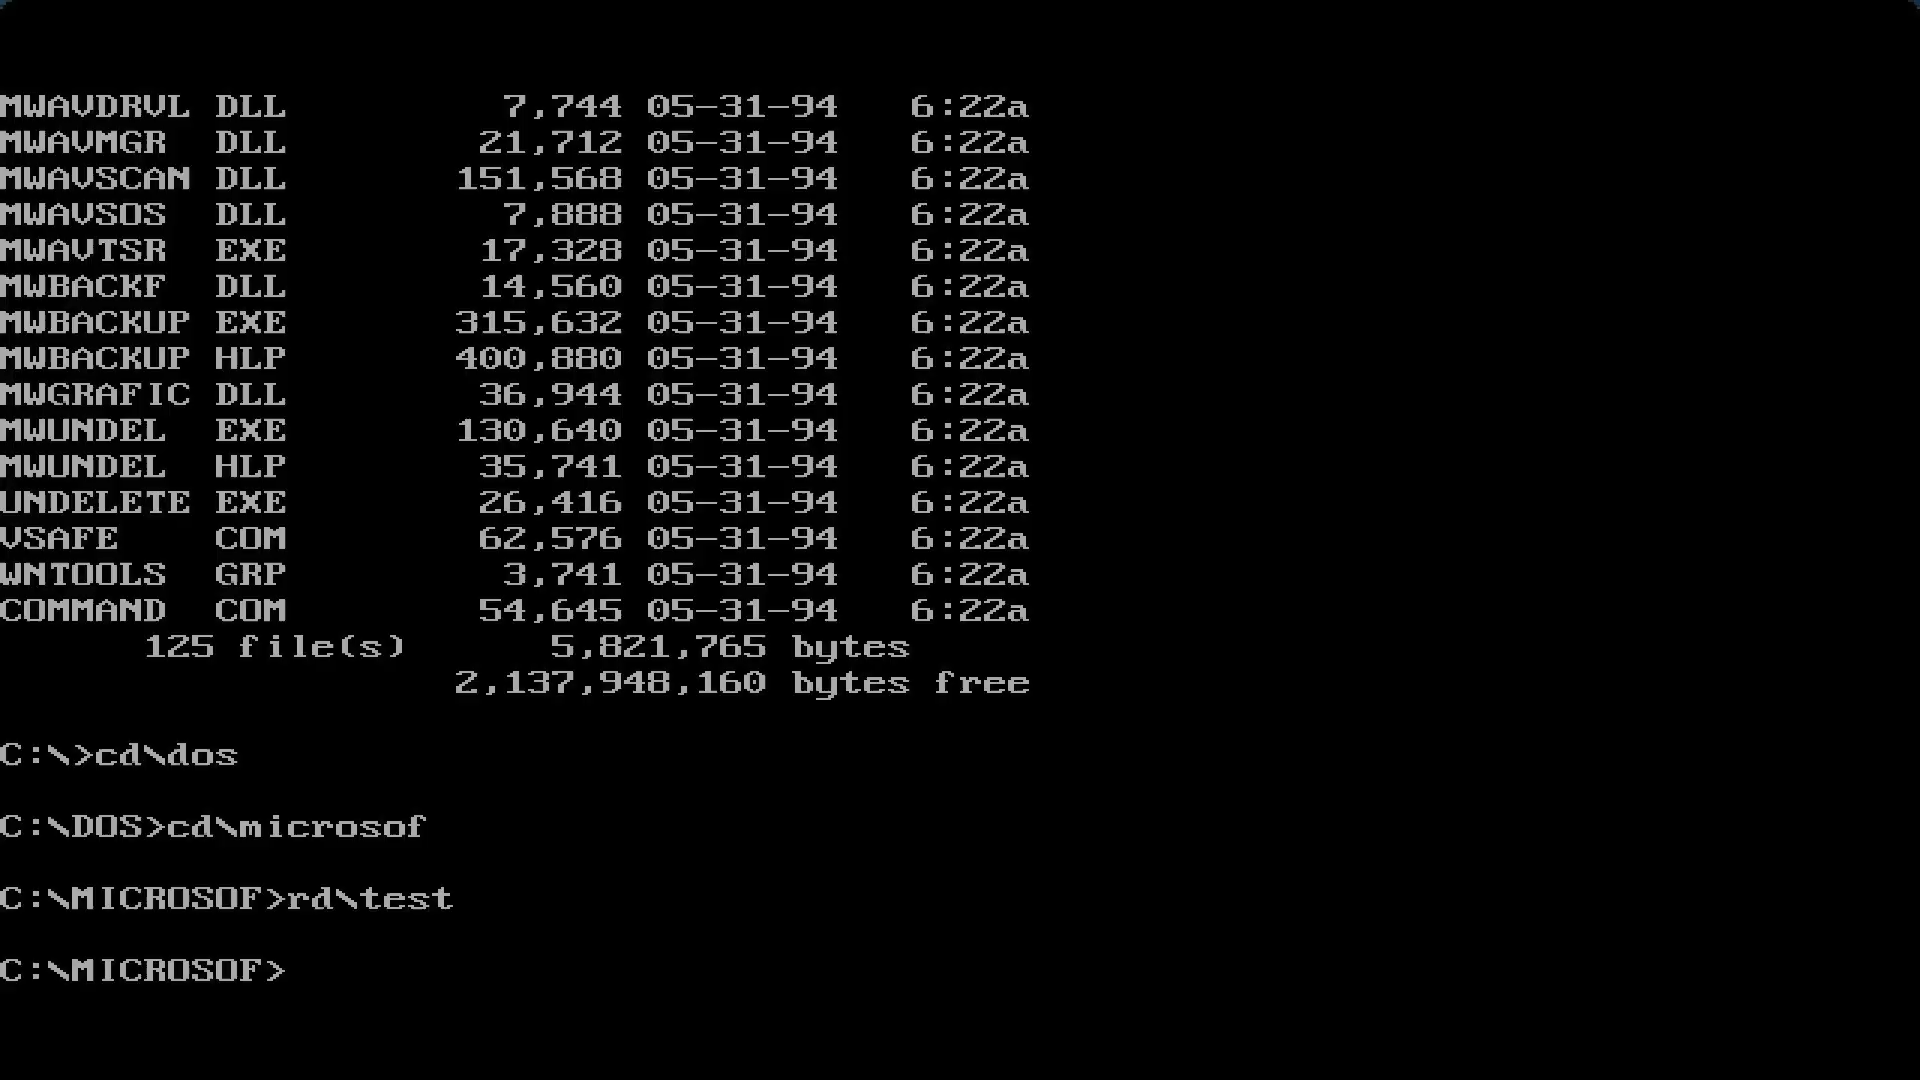 MWAVDRVL DLL         7,744 05-31-94   6:22a
MWAVMGR  DLL        21,712 05-31-94   6:22a
MWAVSCAN DLL       151,568 05-31-94   6:22a
MWAVSOS  DLL         7,888 05-31-94   6:22a
MWAVTSR  EXE        17,328 05-31-94   6:22a
MWBACKF  DLL        14,560 05-31-94   6:22a
MWBACKUP EXE       315,632 05-31-94   6:22a
MWBACKUP HLP       400,880 05-31-94   6:22a
MWGRAFIC DLL        36,944 05-31-94   6:22a
MWUNDEL  EXE       130,640 05-31-94   6:22a
MWUNDEL  HLP        35,741 05-31-94   6:22a
UNDELETE EXE        26,416 05-31-94   6:22a
VSAFE    COM        62,576 05-31-94   6:22a
WNTOOLS  GRP         3,741 05-31-94   6:22a
COMMAND  COM        54,645 05-31-94   6:22a
      125 file(s)      5,821,765 bytes
                   2,137,948,160 bytes free
C:\>cd\dos
C:\DOS>cd\microsof
C:\MICROSOF>rd\test
C:\MICROSOF>